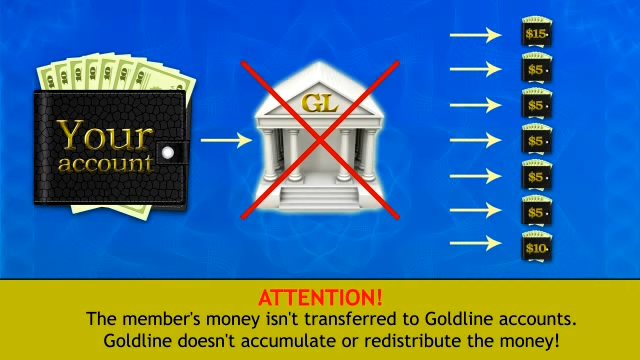 Your
account
GL
$15
$5
$5
$5
$5
$5
$10
ATTENTION!
The member's money isn't transferred to Goldline accounts.
Goldline doesn't accumulate or redistribute the money!